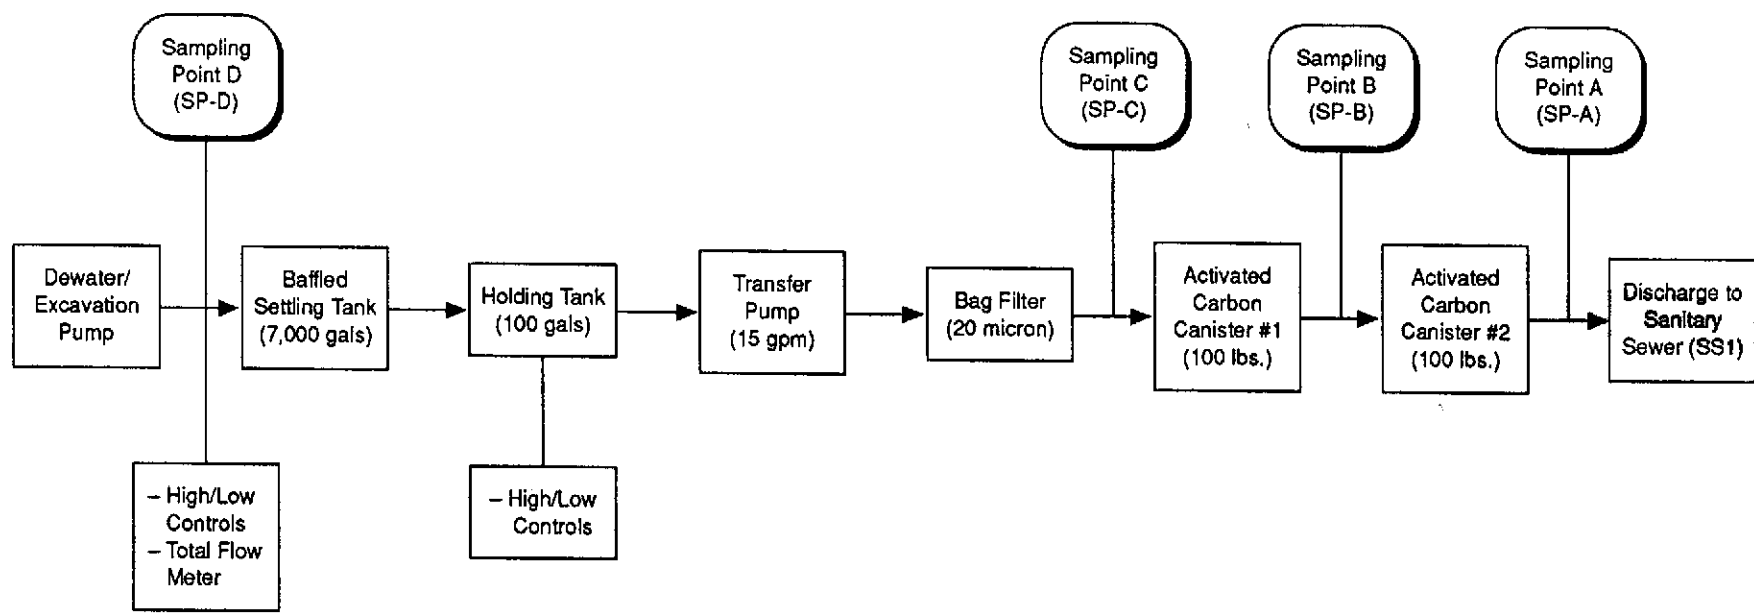 Sampling
Point D
(SP-D)
Sampling
Point C
(SP-C)
Sampling
Point B
(SP-B)
Sampling
Point A
(SP-A)
Dewater/
Excavation
Pump
Baffled
Settling Tank
(7,000 gals)
Holding Tank
(100 gals)
Transfer
Pump
(15 gpm)
Bag Filter
(20 micron)
Activated
Carbon
Canister #1
(100 lbs.)
Activated
Carbon
Canister #2
(100 lbs.)
Discharge to
Sanitary
Sewer (SS1)
– High/Low
Controls
– Total Flow
Meter
– High/Low
Controls